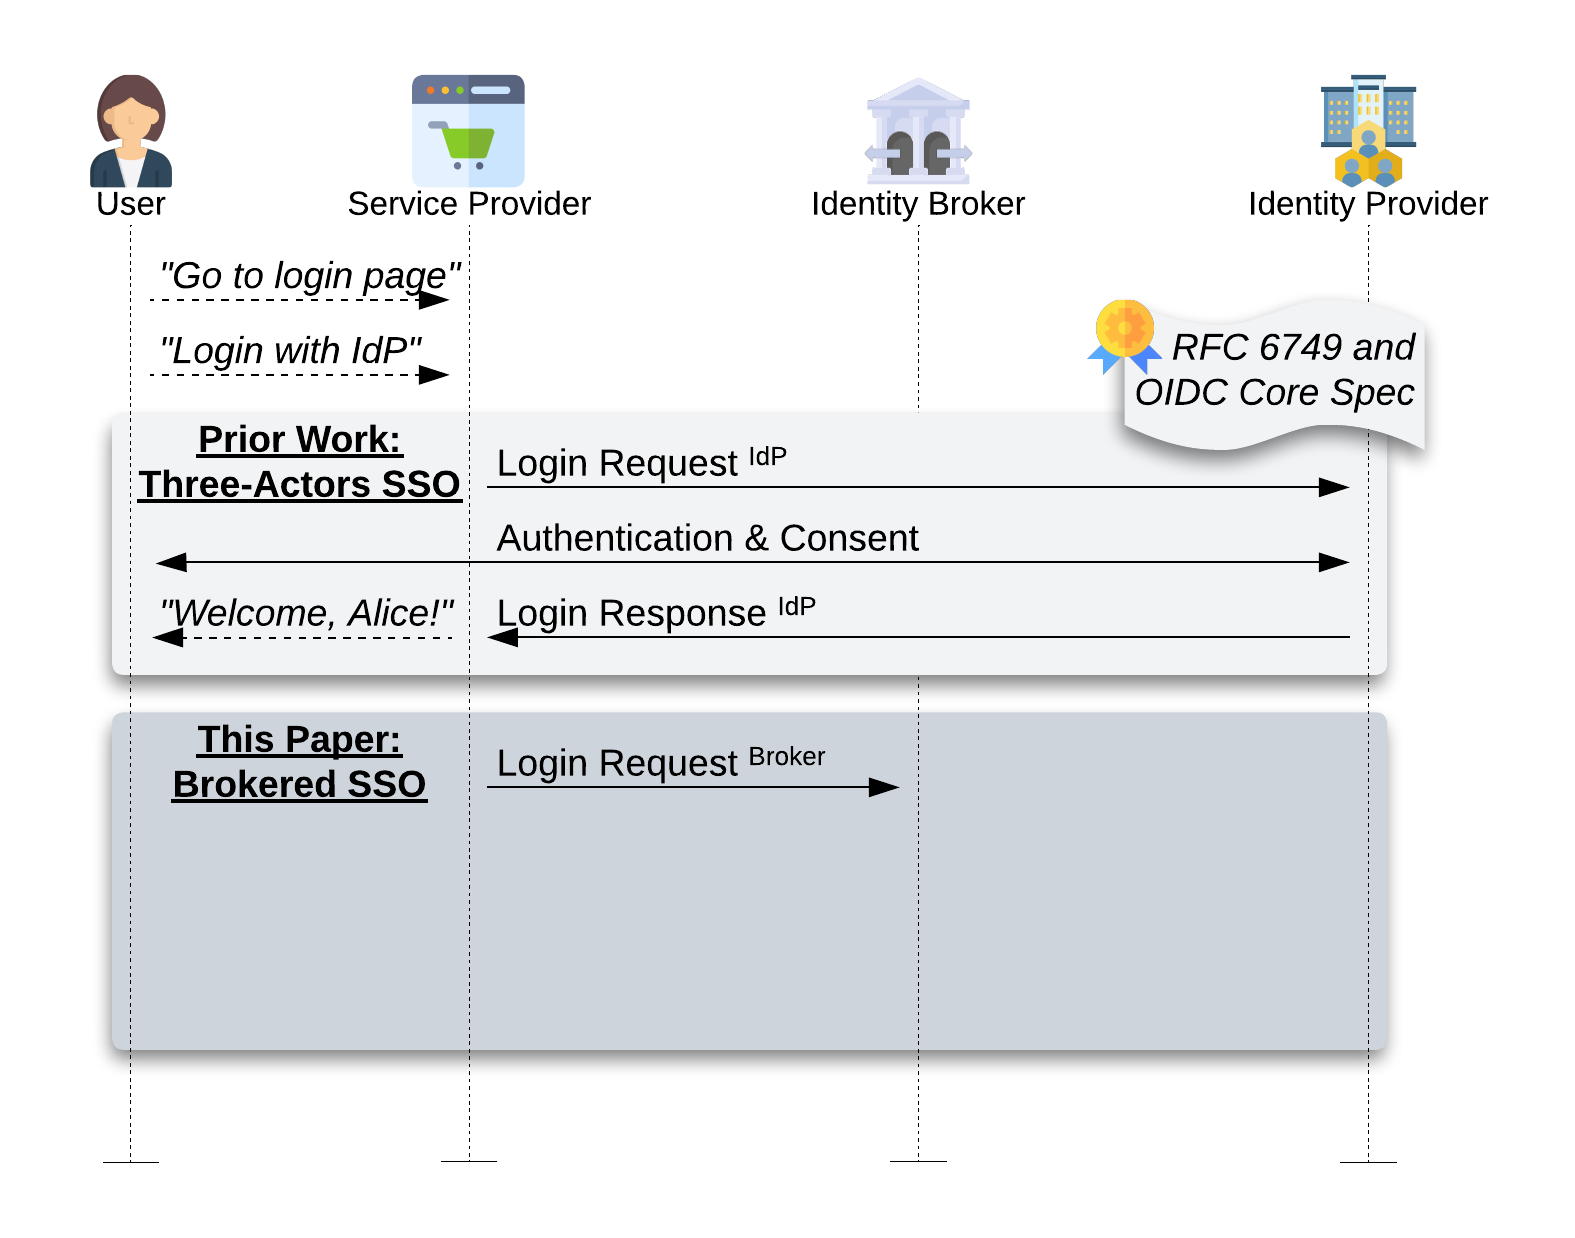 User
Service Provider
Identity Broker
Identity Provider
"Go to login page"
"Login with IdP"
RFC 6749 and
OIDC Core Spec
Prior Work:
Three-Actors SSO
Login Request IdP
Authentication & Consent
"Welcome, Alice!"
Login Response IdP
This Paper:
Brokered SSO
Login Request Broker